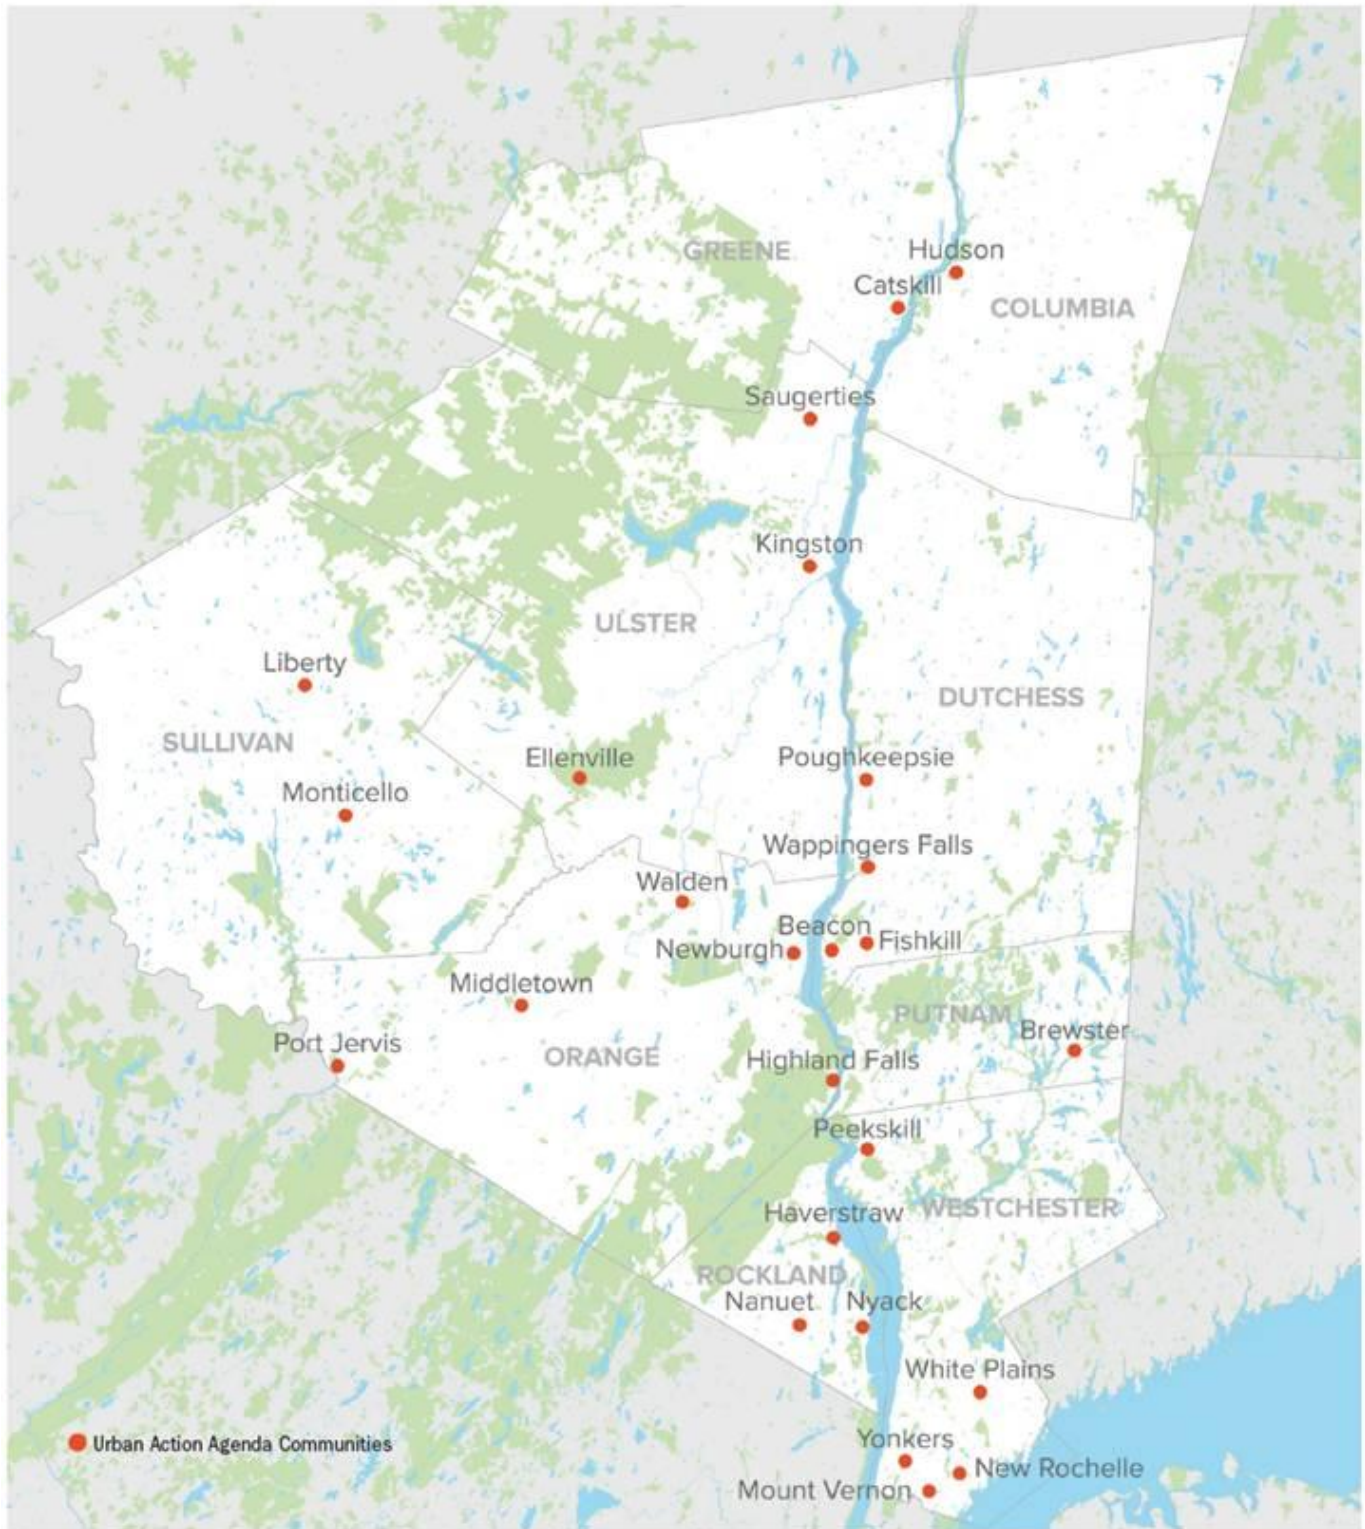 GREENE
Hudson
Catskill
COLUMBIA
Saugerties
Kingston
ULSTER
Liberty
DUTCHESS
SULLIVAN
Ellenville
Poughkeepsie
Monticello
Wappingers Falls
Walden
Beacon
Fishkill
Newburgh
Middletown
PUTNAM
Brewster
Port Jervis
ORANGE
Highland Falls
Peekskill
WESTCHESTER
Haverstraw
ROCKLAND
Nanuet
Nyack
White Plains
Yonkers
Urban Action Agenda Communities
New Rochelle
Mount Vernon